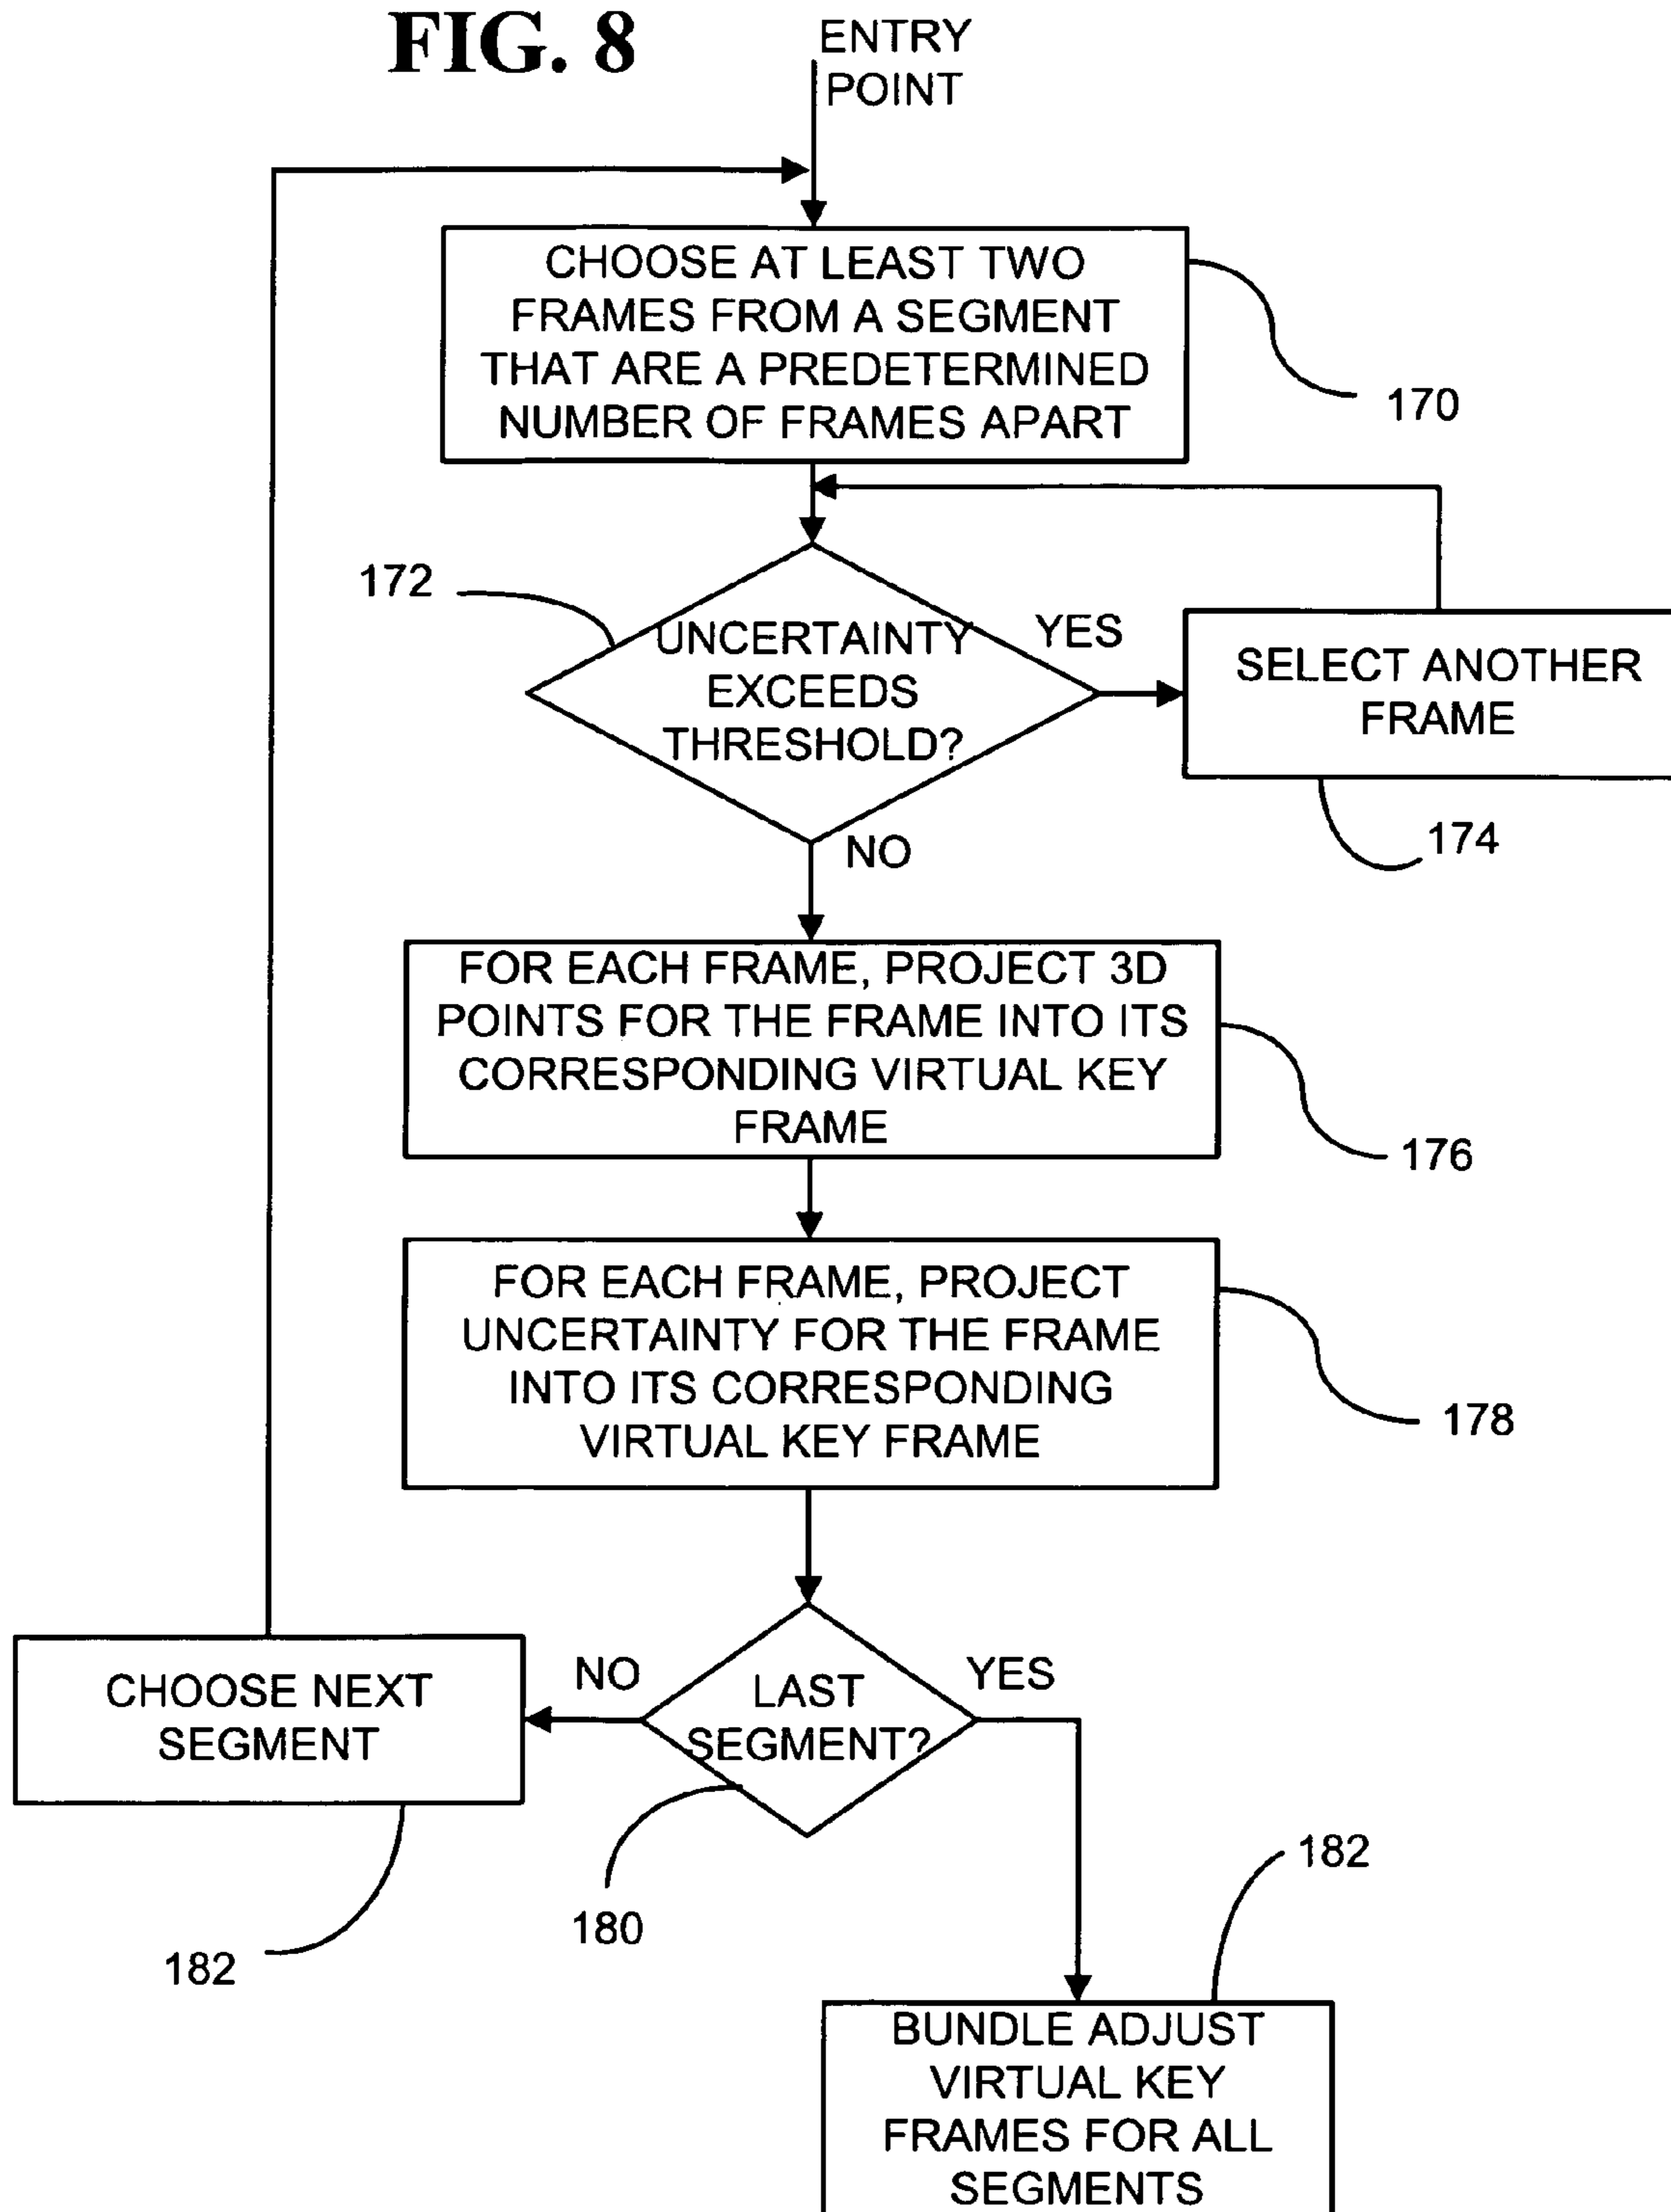 FIG. 8
ENTRY
POINT
CHOOSE AT LEAST TWO
FRAMES FROM A SEGMENT
THAT ARE A PREDETERMINED
NUMBER OF FRAMES APART
170
172
UNCERTAINTY
EXCEEDS
THRESHOLD?
YES
SELECT ANOTHER
FRAME
174
NO
FOR EACH FRAME, PROJECT 3D
POINTS FOR THE FRAME INTO ITS
CORRESPONDING VIRTUAL KEY
FRAME
176
FOR EACH FRAME, PROJECT
UNCERTAINTY FOR THE FRAME
INTO ITS CORRESPONDING
VIRTUAL KEY FRAME
178
CHOOSE NEXT
SEGMENT
NO
LAST
SEGMENT?
YES
182
180
182
BUNDLE ADJUST
VIRTUAL KEY
FRAMES FOR ALL
SEGMENTS